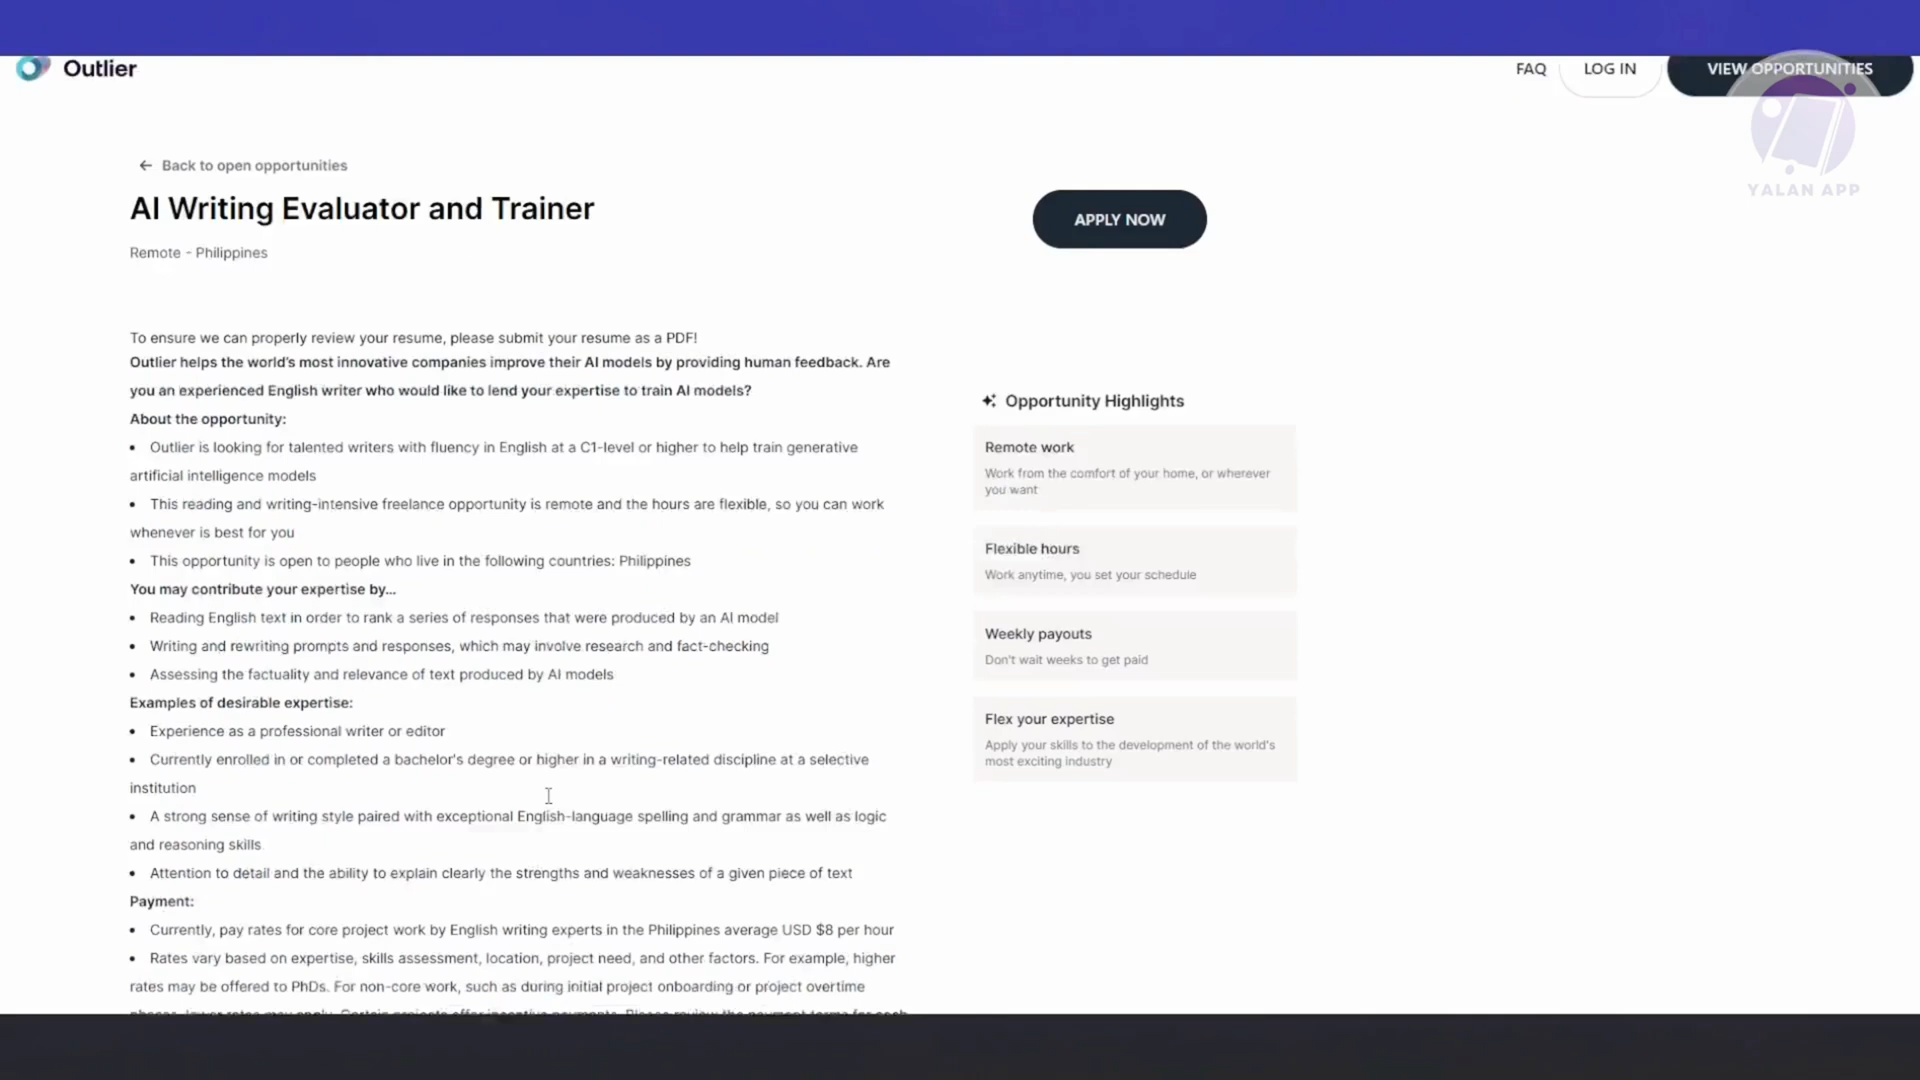 Outlier
FAQ
LOG IN
VIEW OPPORTUNITIES
YALAN APP
← Back to open opportunities
AI Writing Evaluator and Trainer
APPLY NOW
Remote - Philippines
To ensure we can properly review your resume, please submit your resume as a PDF!
Outlier helps the world's most innovative companies improve their AI models by providing human feedback. Are
you an experienced English writer who would like to lend your expertise to train AI models?
About the opportunity:
• Outlier is looking for talented writers with fluency in English at a C1-level or higher to help train generative
artificial intelligence models
• This reading and writing-intensive freelance opportunity is remote and the hours are flexible, so you can work
whenever is best for you
• This opportunity is open to people who live in the following countries: Philippines
You may contribute your expertise by...
• Reading English text in order to rank a series of responses that were produced by an AI model
• Writing and rewriting prompts and responses, which may involve research and fact-checking
• Assessing the factuality and relevance of text produced by AI models
Examples of desirable expertise:
• Experience as a professional writer or editor
• Currently enrolled in or completed a bachelor's degree or higher in a writing-related discipline at a selective
institution
• A strong sense of writing style paired with exceptional English-language spelling and grammar as well as logic
and reasoning skills
• Attention to detail and the ability to explain clearly the strengths and weaknesses of a given piece of text
Payment:
• Currently, pay rates for core project work by English writing experts in the Philippines average USD $8 per hour
• Rates vary based on expertise, skills assessment, location, project need, and other factors. For example, higher
rates may be offered to PhDs. For non-core work, such as during initial project onboarding or project overtime
phases, lower rates may apply. Certain projects offer incentive payments. Please review the payment terms for each
Opportunity Highlights
Remote work
Work from the comfort of your home, or wherever
you want
Flexible hours
Work anytime, you set your schedule
Weekly payouts
Don't wait weeks to get paid
Flex your expertise
Apply your skills to the development of the world's
most exciting industry